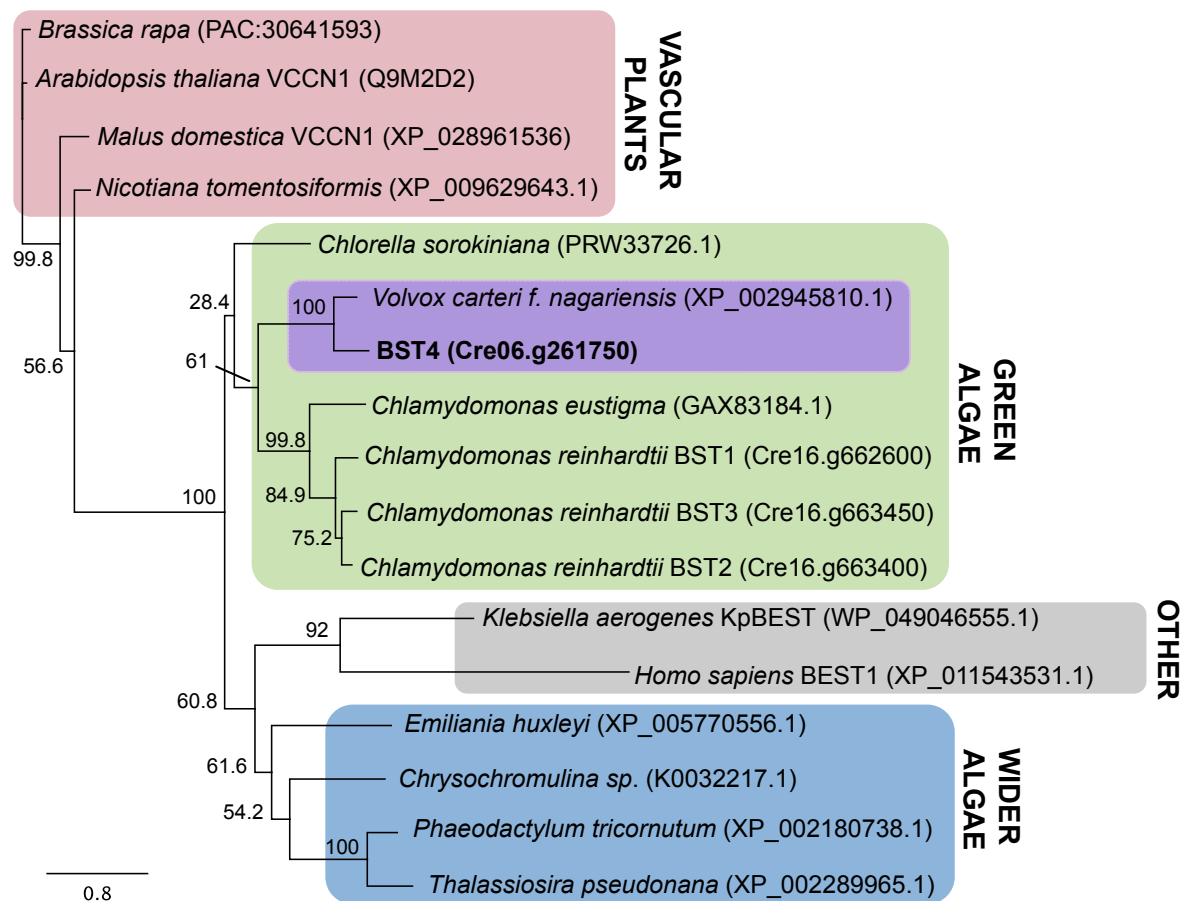 Brassica rapa (PAC:30641593)
Arabidopsis thaliana VCCN1 (Q9M2D2)
Malus domestica VCCN1 (XP_028961536)
Nicotiana tomentosiformis (XP_009629643.1)
VASCULAR
PLANTS
99.8
56.6
100
Chlorella sorokiniana (PRW33726.1)
28.4
Volvox carteri f. nagariensis (XP_002945810.1)
100
BST4 (Cre06.g261750)
61
Chlamydomonas eustigma (GAX83184.1)
99.8
Chlamydomonas reinhardtii BST1 (Cre16.g662600)
84.9
Chlamydomonas reinhardtii BST3 (Cre16.g663450)
75.2
Chlamydomonas reinhardtii BST2 (Cre16.g663400)
GREEN
ALGAE
Klebsiella aerogenes KpBEST (WP_049046555.1)
92
Homo sapiens BEST1 (XP_011543531.1)
OTHER
60.8
Emiliania huxleyi (XP_005770556.1)
61.6
Chrysochromulina sp. (K0032217.1)
54.2
Phaeodactylum tricornutum (XP_002180738.1)
100
Thalassiosira pseudonana (XP_002289965.1)
WIDER
ALGAE
0.8